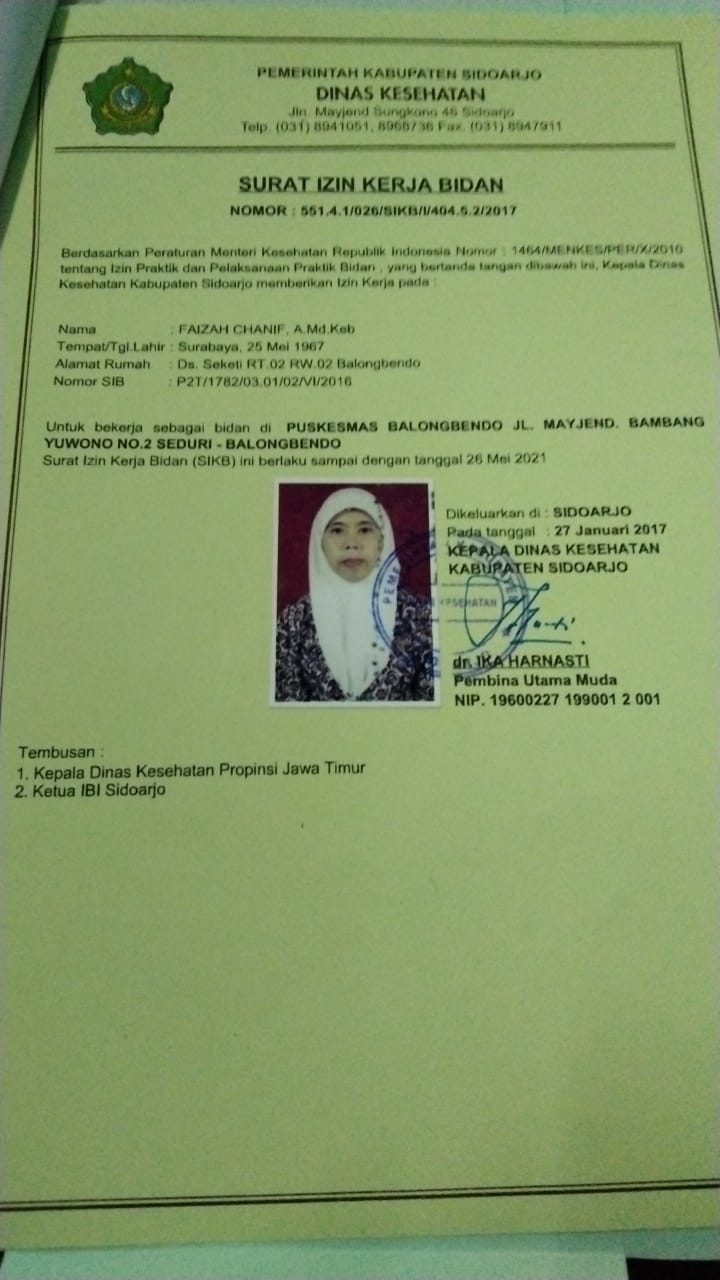 PEMERINTAH KABUPATEN SIDOARJO
DINAS KESEHATAN
Jln. Mayjend Sungkono 46 Sidoarjo
Telp. (031) 8941051, 8968736 Fax. (031) 8947911
SURAT IZIN KERJA BIDAN
NOMOR : 551.4.1/026/SIKB/I/404.5.2/2017
Berdasarkan Peraturan Menteri Kesehatan Republik Indonesia Nomor : 1464/MENKES/PER/X/2010
tentang Izin Praktik dan Pelaksanaan Praktik Bidan , yang bertanda tangan dibawah ini, Kepala Dinas
Kesehatan Kabupaten Sidoarjo memberikan Izin Kerja pada :
Nama : FAIZAH CHANIF, A.Md.Keb
Tempat/Tgl.Lahir : Surabaya, 25 Mei 1967
Alamat Rumah : Ds. Seketi RT.02 RW.02 Balongbendo
Nomor SIB : P2T/1782/03.01/02/VI/2016
Untuk bekerja sebagai bidan di PUSKESMAS BALONGBENDO JL. MAYJEND. BAMBANG
YUWONO NO.2 SEDURI - BALONGBENDO
Surat Izin Kerja Bidan (SIKB) ini berlaku sampai dengan tanggal 26 Mei 2021
Dikeluarkan di : SIDOARJO
Pada tanggal : 27 Januari 2017
KEPALA DINAS KESEHATAN
KABUPATEN SIDOARJO
dr. IKA HARNASTI
Pembina Utama Muda
NIP. 19600227 199001 2 001
Tembusan :
1. Kepala Dinas Kesehatan Propinsi Jawa Timur
2. Ketua IBI Sidoarjo